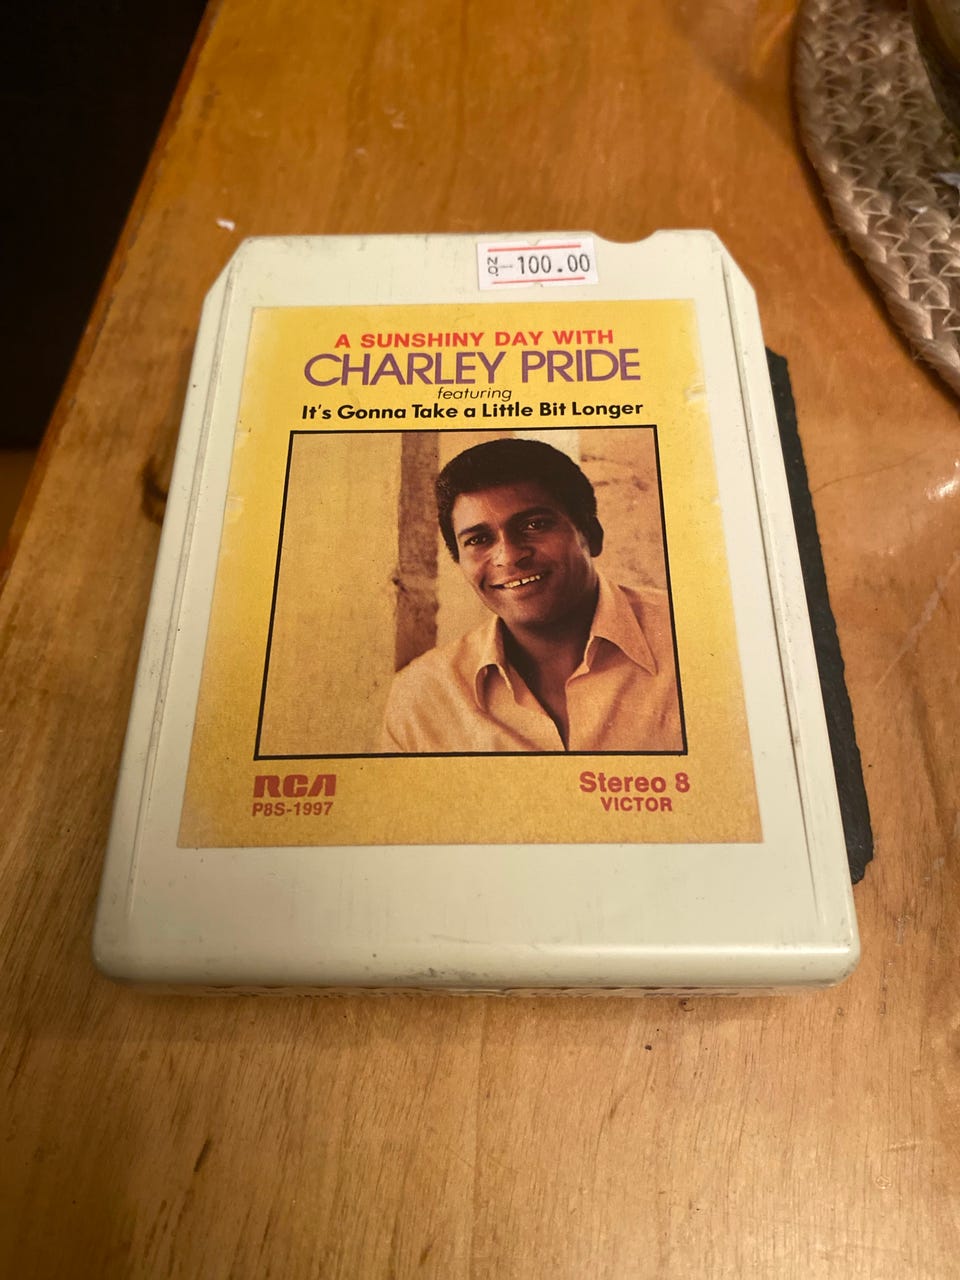 NO. 100.00
A SUNSHINY DAY WITH
CHARLEY PRIDE
featuring
It's Gonna Take a Little Bit Longer
RCA
P8S-1997
Stereo 8
VICTOR